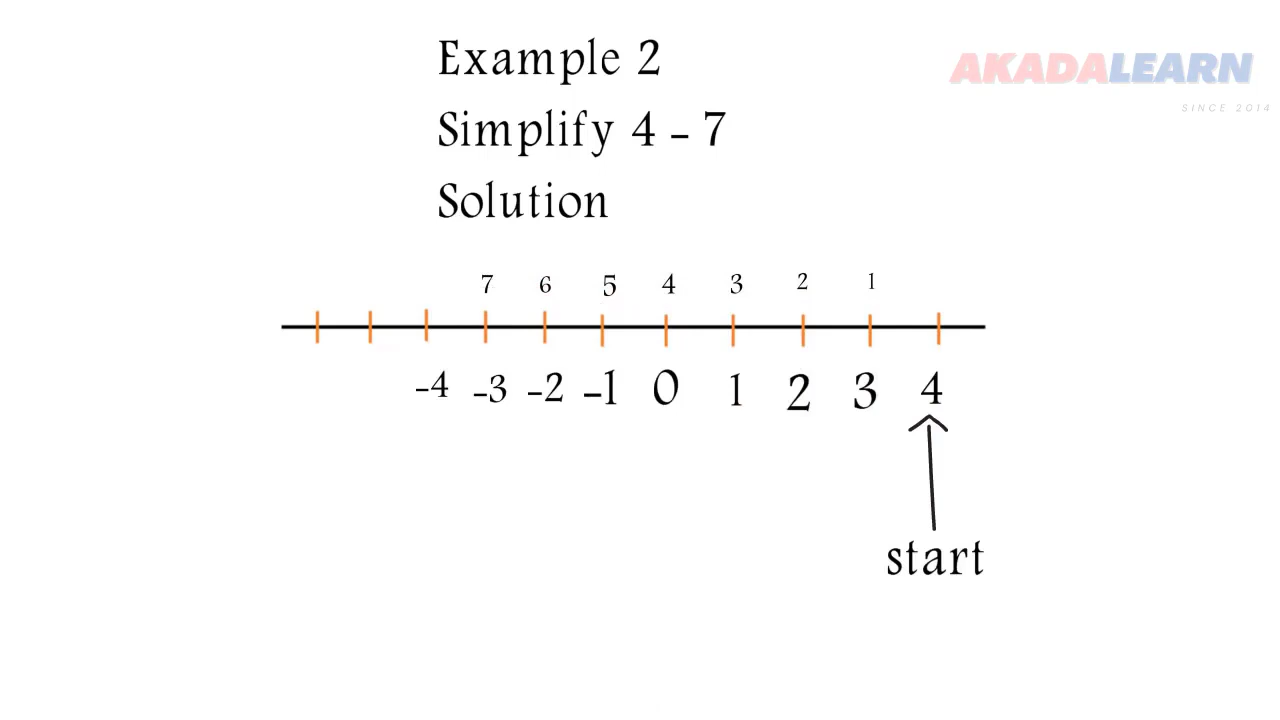 Example 2
AKADALEARN
SINCE 2014
Simplify 4 - 7
Solution
7 6 5 4 3 2 1
-4 -3 -2 -1 0 1 2 3 4
start